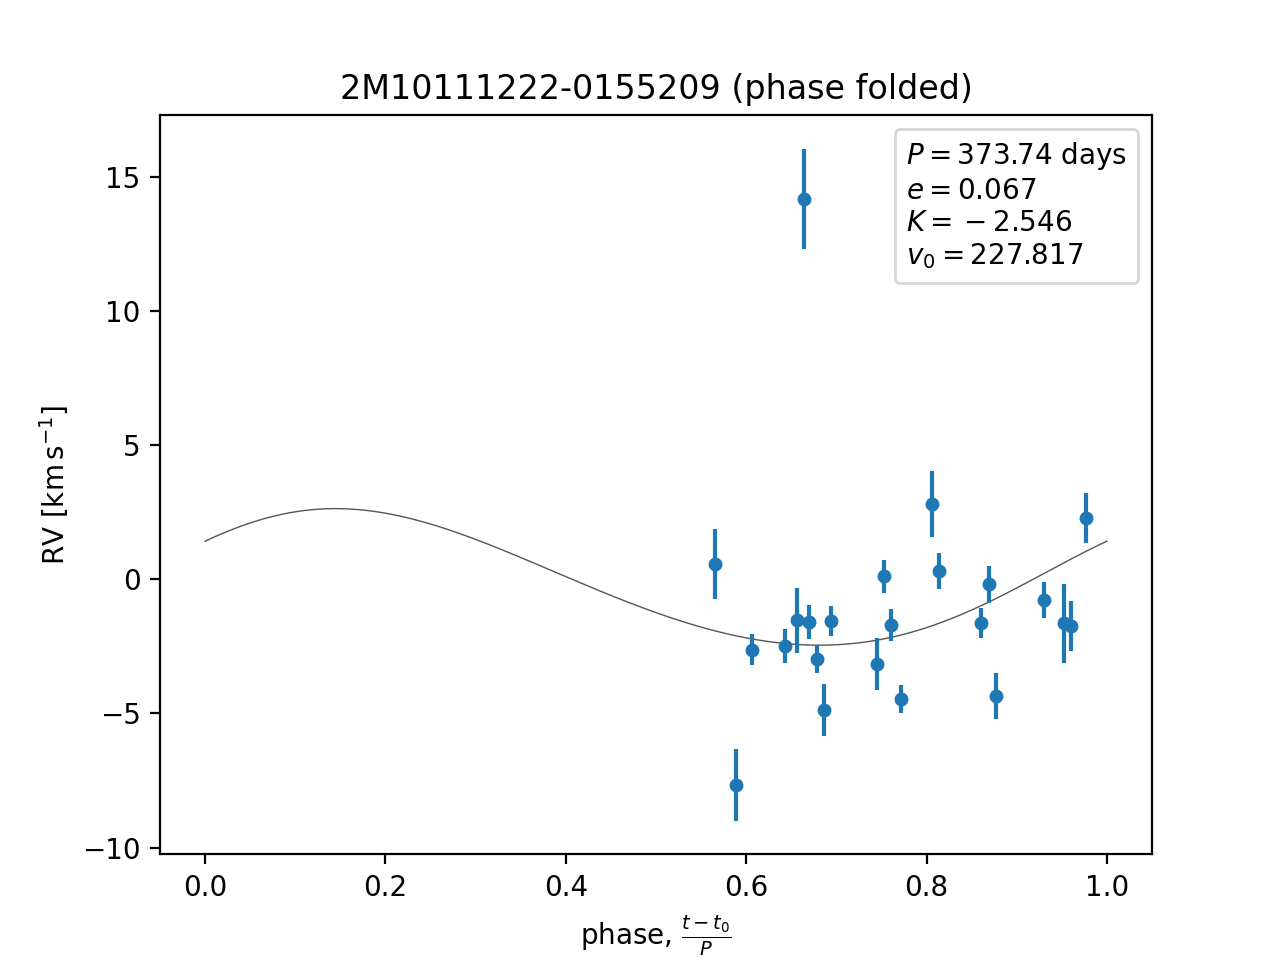 2M10111222-0155209 (phase folded)
P = 373.74 days
e = 0.067
K = −2.546
v₀ = 227.817
15
10
5
0
−5
−10
RV [km s⁻¹]
0.0 0.2 0.4 0.6 0.8 1.0
phase, (t − t₀)/P